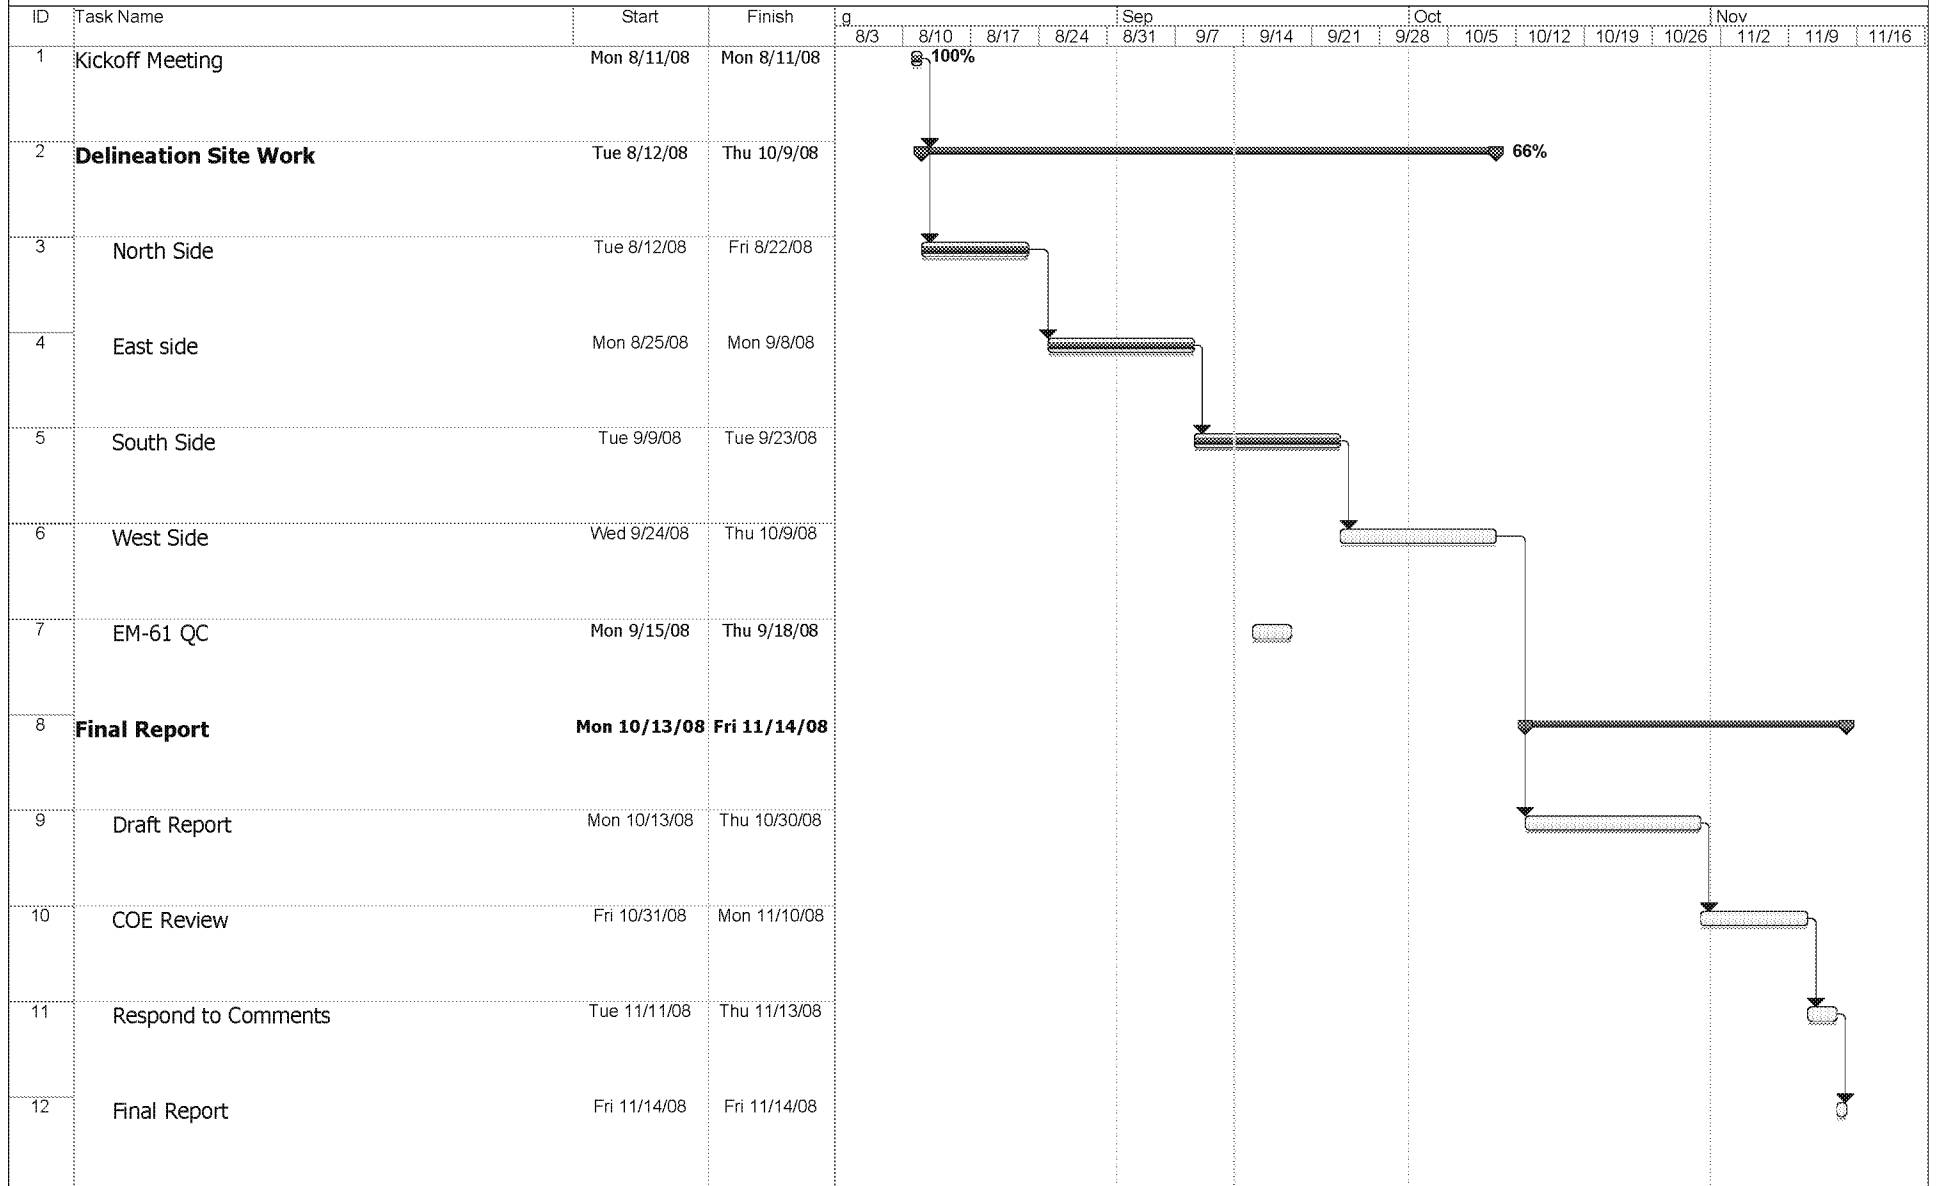 ID Task Name Start Finish g Sep Oct Nov
8/3 8/10 8/17 8/24 8/31 9/7 9/14 9/21 9/28 10/5 10/12 10/19 10/26 11/2 11/9 11/16
1 Kickoff Meeting Mon 8/11/08 Mon 8/11/08 100%
2 Delineation Site Work Tue 8/12/08 Thu 10/9/08 66%
3 North Side Tue 8/12/08 Fri 8/22/08
4 East side Mon 8/25/08 Mon 9/8/08
5 South Side Tue 9/9/08 Tue 9/23/08
6 West Side Wed 9/24/08 Thu 10/9/08
7 EM-61 QC Mon 9/15/08 Thu 9/18/08
8 Final Report Mon 10/13/08 Fri 11/14/08
9 Draft Report Mon 10/13/08 Thu 10/30/08
10 COE Review Fri 10/31/08 Mon 11/10/08
11 Respond to Comments Tue 11/11/08 Thu 11/13/08
12 Final Report Fri 11/14/08 Fri 11/14/08